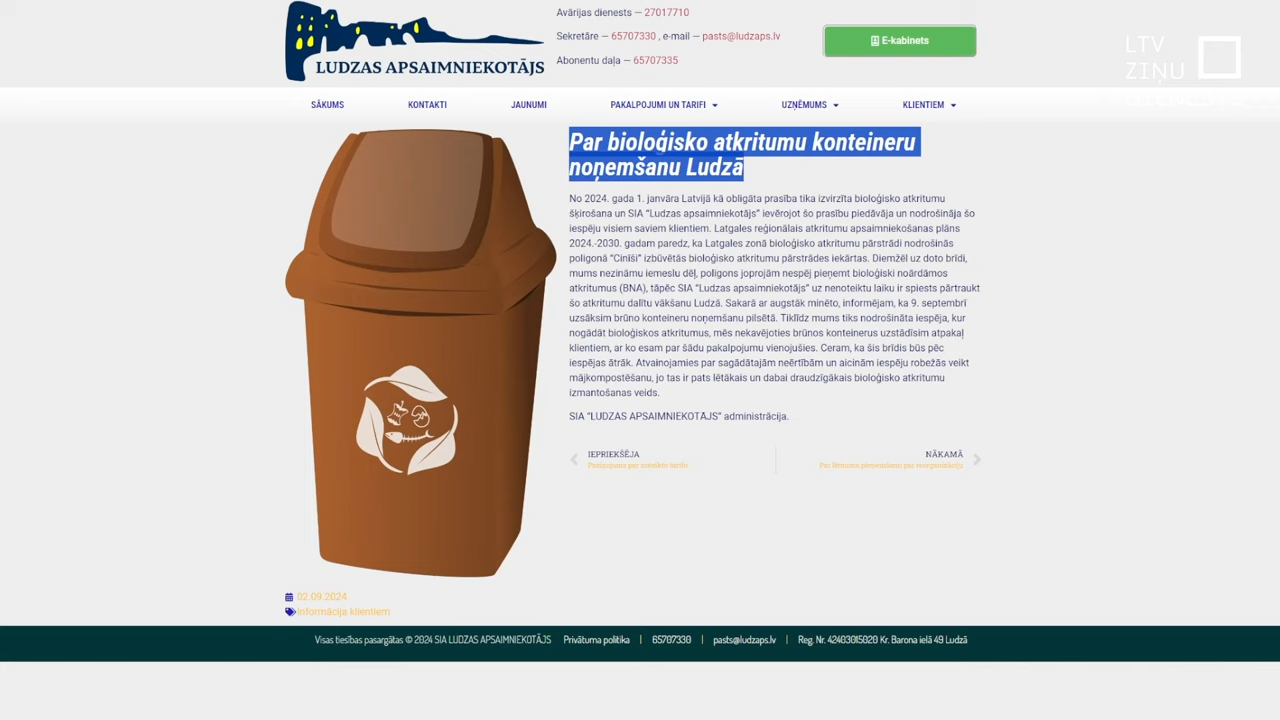 LUDZAS APSAIMNIEKOTĀJS
Avārijas dienests — 27017710
Sekretāre — 65707330 , e-mail — pasts@ludzaps.lv
Abonentu daļa — 65707335
E-kabinets
LTV
ZIŅU
SĀKUMS KONTAKTI JAUNUMI PAKALPOJUMI UN TARIFI UZŅĒMUMS KLIENTIEM
Par bioloģisko atkritumu konteineru
noņemšanu Ludzā
No 2024. gada 1. janvāra Latvijā kā obligāta prasība tika izvirzīta bioloģisko atkritumu
šķirošana un SIA “Ludzas apsaimniekotājs” ievērojot šo prasību piedāvāja un nodrošināja šo
iespēju visiem saviem klientiem. Latgales reģionālais atkritumu apsaimniekošanas plāns
2024.-2030. gadam paredz, ka Latgales zonā bioloģisko atkritumu pārstrādi nodrošinās
poligonā “Cinīši” izbūvētās bioloģisko atkritumu pārstrādes iekārtas. Diemžēl uz doto brīdi,
mums nezināmu iemeslu dēļ, poligons joprojām nespēj pieņemt bioloģiski noārdāmos
atkritumus (BNA), tāpēc SIA “Ludzas apsaimniekotājs” uz nenoteiktu laiku ir spiests pārtraukt
šo atkritumu dalītu vākšanu Ludzā. Sakarā ar augstāk minēto, informējam, ka 9. septembrī
uzsāksim brūno konteineru noņemšanu pilsētā. Tiklīdz mums tiks nodrošināta iespēja, kur
nogādāt bioloģiskos atkritumus, mēs nekavējoties brūnos konteinerus uzstādīsim atpakaļ
klientiem, ar ko esam par šādu pakalpojumu vienojušies. Ceram, ka šis brīdis būs pēc
iespējas ātrāk. Atvainojamies par sagādātajām neērtībām un aicinām iespēju robežās veikt
mājkompostēšanu, jo tas ir pats lētākais un dabai draudzīgākais bioloģisko atkritumu
izmantošanas veids.
SIA “LUDZAS APSAIMNIEKOTĀJS” administrācija.
IEPRIEKŠĒJA
Paziņojums par zoteikto tarifu
NĀKAMĀ
Par lēmuma pieņemšanu par reorganizāciju
02.09.2024
Informācija klientiem
Visas tiesības pasargātas © 2024 SIA LUDZAS APSAIMNIEKOTĀJS Privātuma politika | 65707330 | pasts@ludzaps.lv | Reg. Nr. 42403015020 Kr. Barona ielā 49 Ludzā